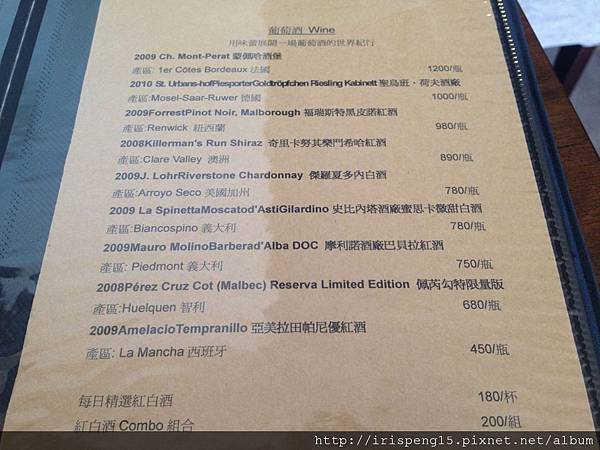 葡萄酒 Wine
用味蕾展開一場葡萄酒的世界紀行
2009 Ch. Mont-Perat 蒙佩哈酒堡
產區: 1er Côtes Bordeaux 法國 1200/瓶
2010 St. Urbans-hofPiesporterGoldtröpfchen Riesling Kabinett 聖烏班‧荷夫酒廠
產區:Mosel-Saar-Ruwer 德國 1000/瓶
2009ForrestPinot Noir, Malborough 福瑞斯特黑皮諾紅酒
產區:Renwick 紐西蘭 980/瓶
2008Killerman's Run Shiraz 奇里卡努其樂門希哈紅酒
產區:Clare Valley 澳洲 890/瓶
2009J. LohrRiverstone Chardonnay 傑羅夏多內白酒
產區:Arroyo Seco 美國加州 780/瓶
2009 La SpinettaMoscatod'AstiGilardino 史比內塔酒廠蜜思卡微甜白酒
產區:Biancospino 義大利 780/瓶
2009Mauro MolinoBarberad'Alba DOC 摩利諾酒廠巴貝拉紅酒
產區: Piedmont 義大利 750/瓶
2008Pérez Cruz Cot (Malbec) Reserva Limited Edition 佩芮勾特限量版
產區:Huelquen 智利 680/瓶
2009AmelacioTempranillo 亞美拉田帕尼優紅酒
產區: La Mancha 西班牙 450/瓶
每日精選紅白酒 180/杯
紅白酒 Combo 組合 200/組
http://irispeng15.pixnet.net/album